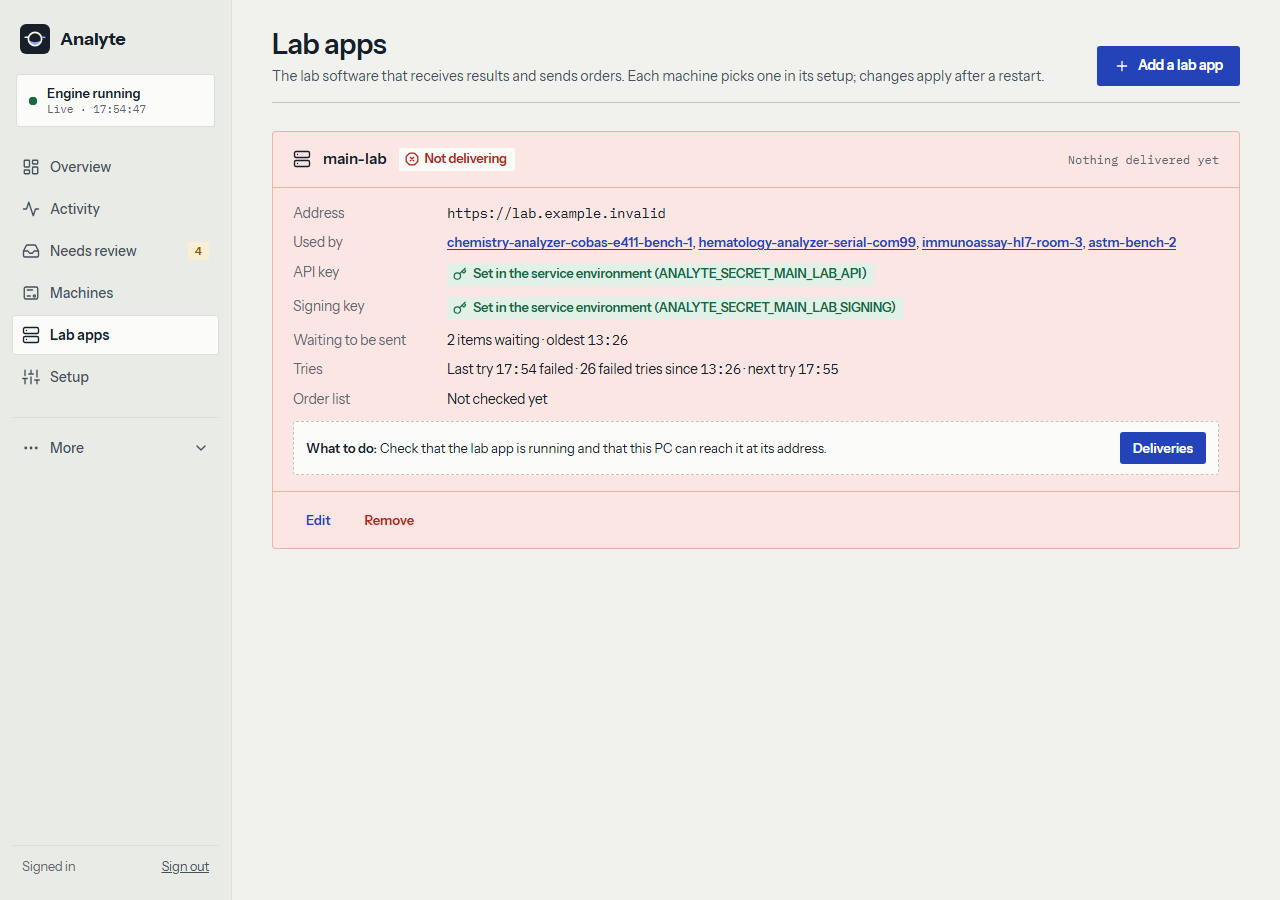 Analyte
Engine running
Live · 17:54:47
Overview
Activity
Needs review 4
Machines
Lab apps
Setup
More
Signed in Sign out
Lab apps
The lab software that receives results and sends orders. Each machine picks one in its setup; changes apply after a restart.
Add a lab app
main-lab Not delivering Nothing delivered yet
Address https://lab.example.invalid
Used by chemistry-analyzer-cobas-e411-bench-1, hematology-analyzer-serial-com99, immunoassay-hl7-room-3, astm-bench-2
API key Set in the service environment (ANALYTE_SECRET_MAIN_LAB_API)
Signing key Set in the service environment (ANALYTE_SECRET_MAIN_LAB_SIGNING)
Waiting to be sent 2 items waiting · oldest 13:26
Tries Last try 17:54 failed · 26 failed tries since 13:26 · next try 17:55
Order list Not checked yet
What to do: Check that the lab app is running and that this PC can reach it at its address. Deliveries
Edit Remove